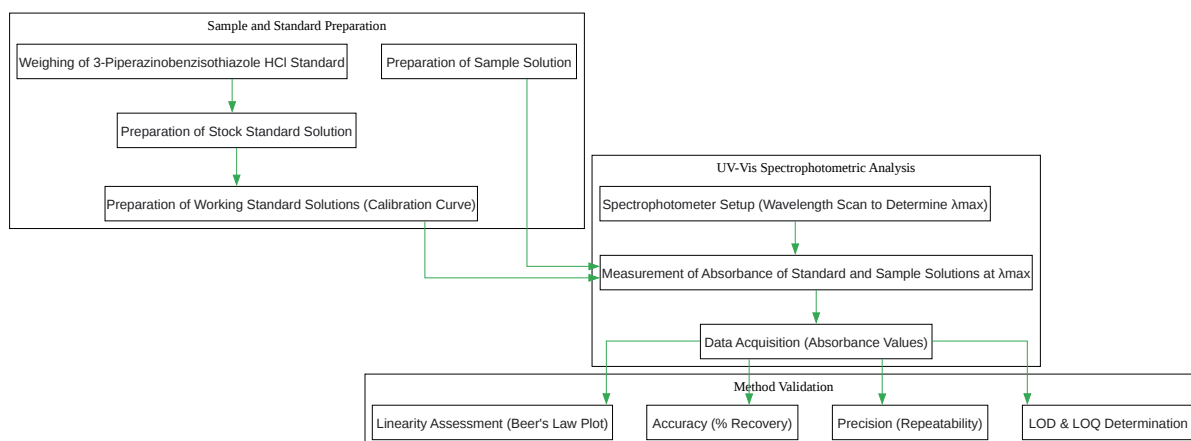 Sample and Standard Preparation
Weighing of 3-Piperazinobenzisothiazole HCl Standard
Preparation of Sample Solution
Preparation of Stock Standard Solution
Preparation of Working Standard Solutions (Calibration Curve)
UV-Vis Spectrophotometric Analysis
Spectrophotometer Setup (Wavelength Scan to Determine λmax)
Measurement of Absorbance of Standard and Sample Solutions at λmax
Data Acquisition (Absorbance Values)
Method Validation
Linearity Assessment (Beer's Law Plot)
Accuracy (% Recovery)
Precision (Repeatability)
LOD & LOQ Determination